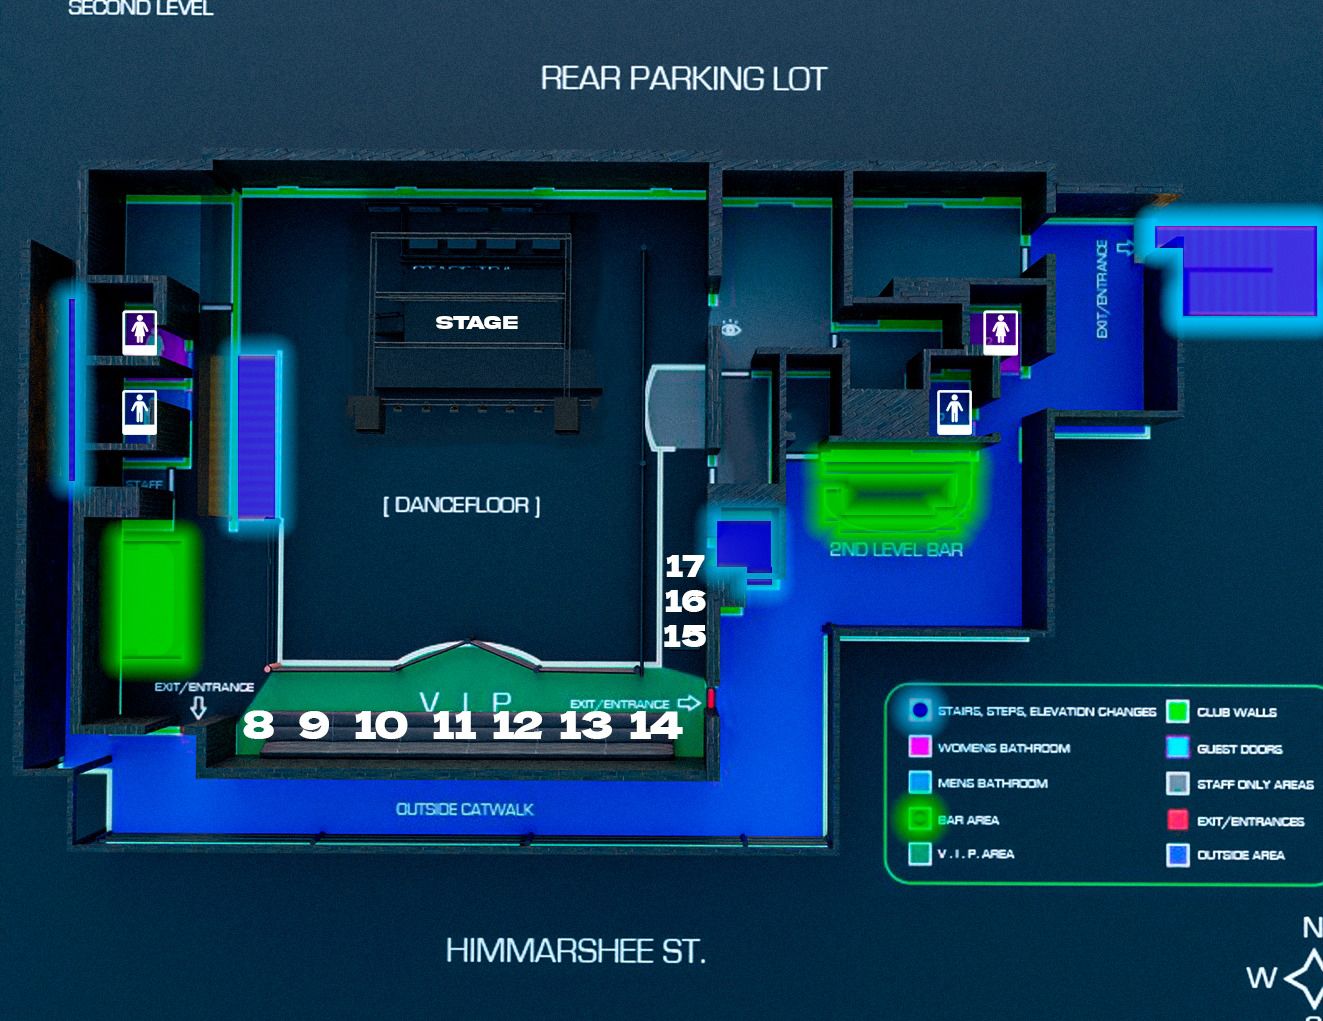 SECOND LEVEL
REAR PARKING LOT
EXIT/ENTRANCE
STAGE
[ DANCEFLOOR ]
STAFF
2ND LEVEL BAR
17
16
15
EXIT/ENTRANCE
V I P
EXIT/ENTRANCE
8 9 10 11 12 13 14
OUTSIDE CATWALK
STAIRS, STEPS, ELEVATION CHANGES
WOMENS BATHROOM
MENS BATHROOM
BAR AREA
V.I.P. AREA
CLUB WALLS
GUEST DOORS
STAFF ONLY AREAS
EXIT/ENTRANCES
OUTSIDE AREA
HIMMARSHEE ST.
N
W